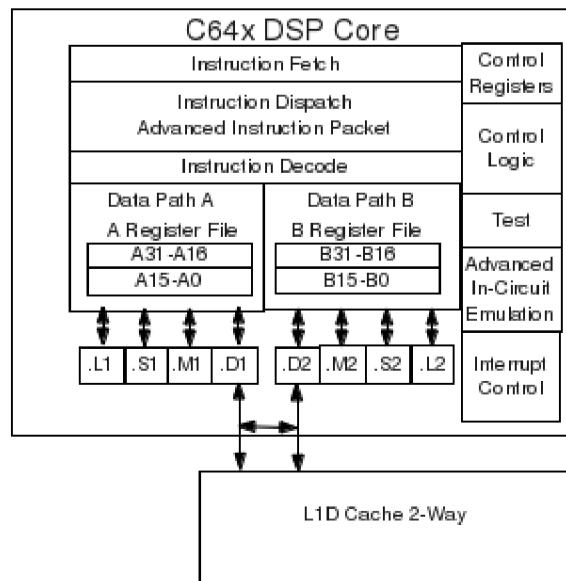 C64x DSP Core
Instruction Fetch
Control
Registers
Instruction Dispatch
Advanced Instruction Packet
Control
Logic
Instruction Decode
Data Path A
A Register File
A31-A16
A15-A0
Data Path B
B Register File
B31-B16
B15-B0
Test
Advanced
In-Circuit
Emulation
.L1 .S1 .M1 .D1 .D2 .M2 .S2 .L2
Interrupt
Control
L1D Cache 2-Way